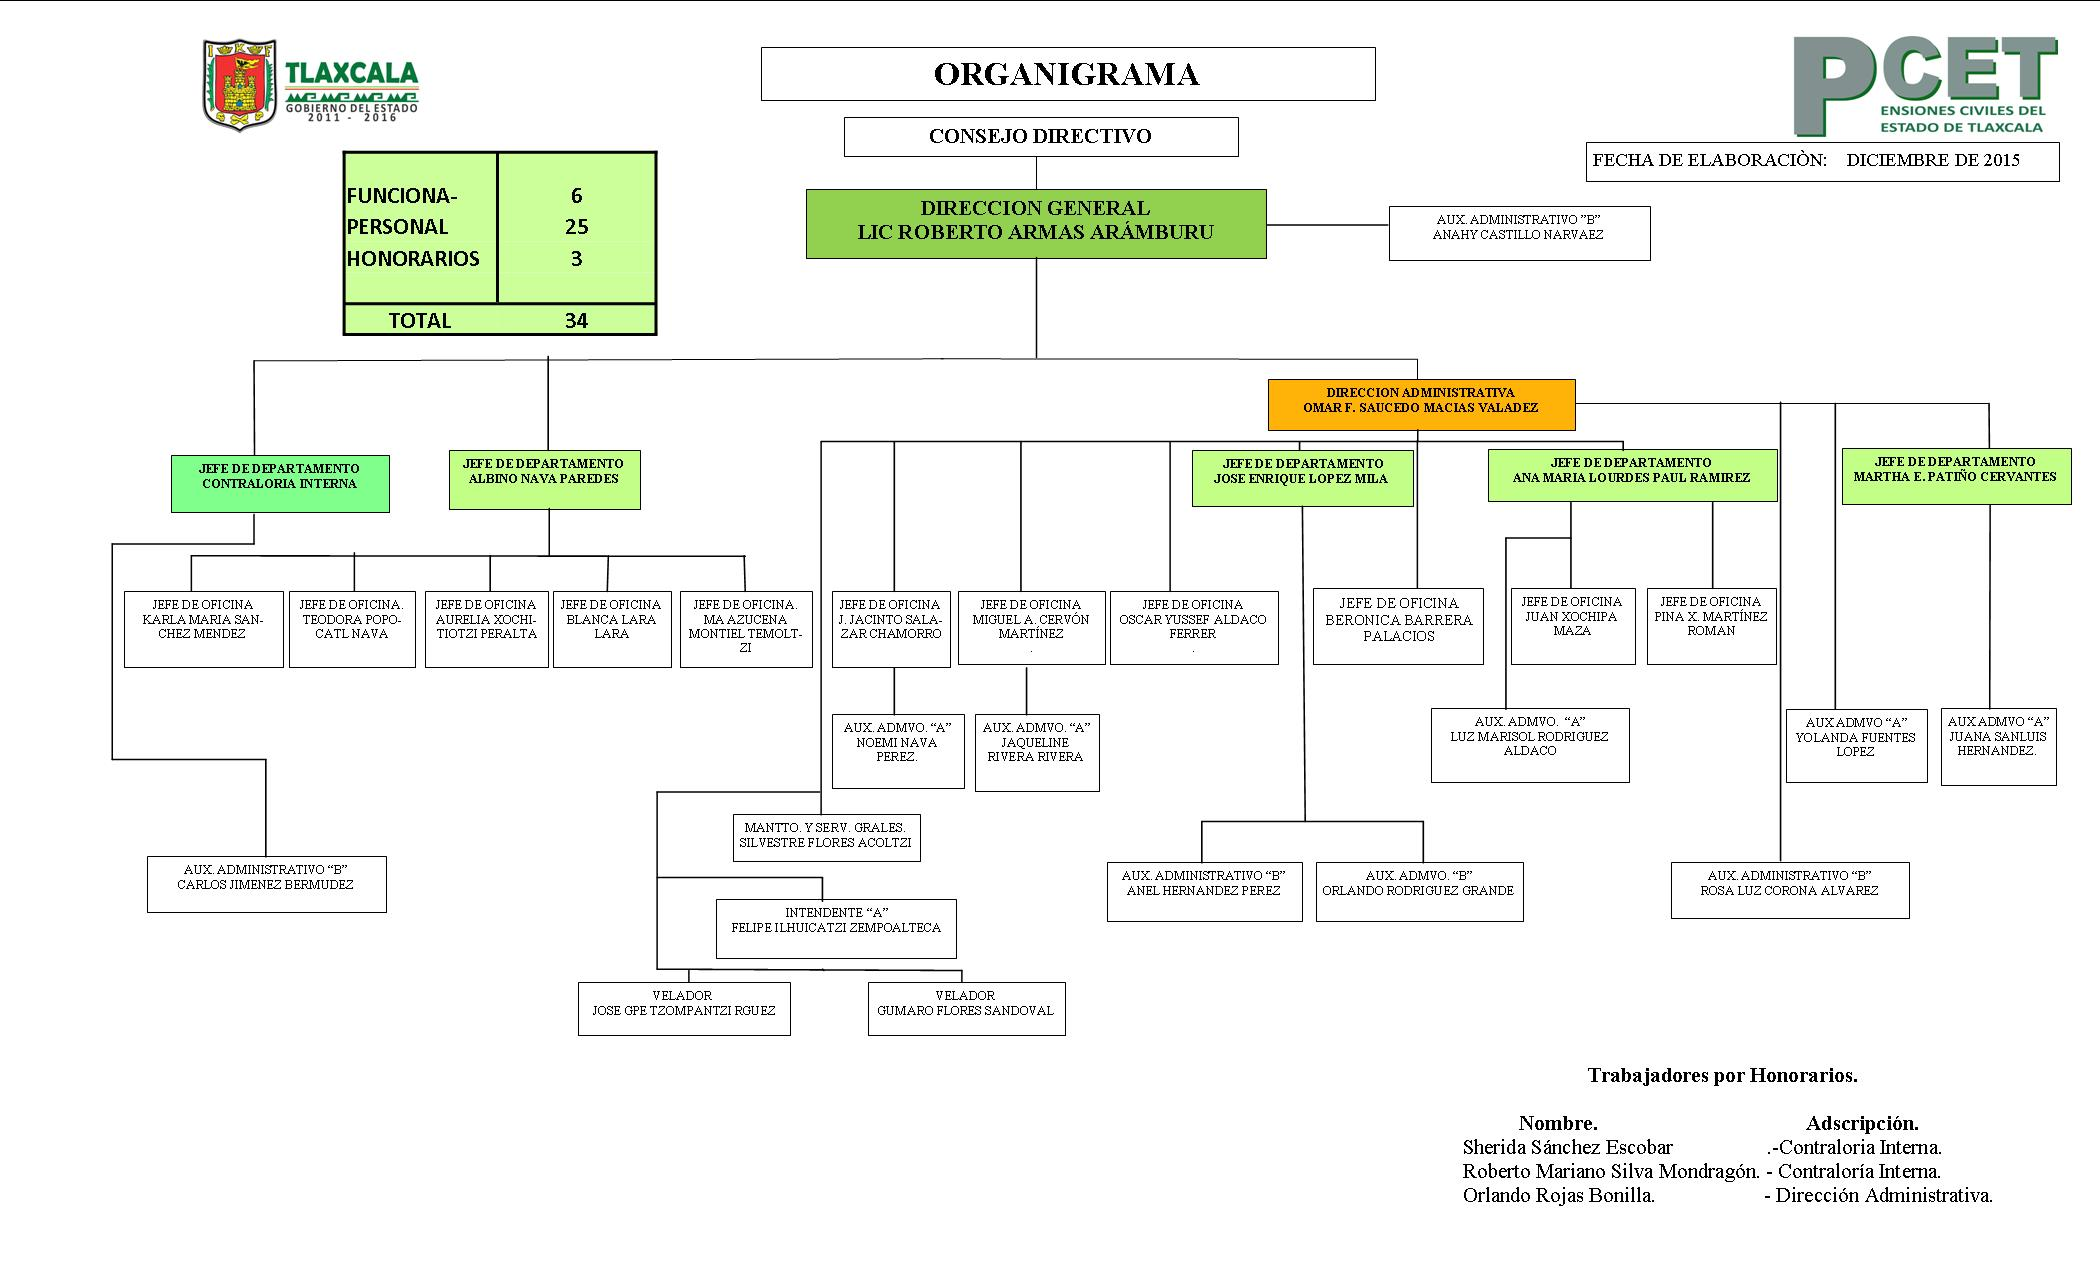 I K F
TLAXCALA
GOBIERNO DEL ESTADO
2011 - 2016
ORGANIGRAMA
PCET
ENSIONES CIVILES DEL
ESTADO DE TLAXCALA
CONSEJO DIRECTIVO
FECHA DE ELABORACIÒN: DICIEMBRE DE 2015
FUNCIONA- 6
PERSONAL 25
HONORARIOS 3
TOTAL 34
DIRECCION GENERAL
LIC ROBERTO ARMAS ARÁMBURU
AUX. ADMINISTRATIVO ”B”
ANAHY CASTILLO NARVAEZ
DIRECCION ADMINISTRATIVA
OMAR F. SAUCEDO MACIAS VALADEZ
JEFE DE DEPARTAMENTO
CONTRALORIA INTERNA
JEFE DE DEPARTAMENTO
ALBINO NAVA PAREDES
JEFE DE DEPARTAMENTO
JOSE ENRIQUE LOPEZ MILA
JEFE DE DEPARTAMENTO
ANA MARIA LOURDES PAUL RAMIREZ
JEFE DE DEPARTAMENTO
MARTHA E. PATIÑO CERVANTES
JEFE DE OFICINA
KARLA MARIA SAN-
CHEZ MENDEZ
JEFE DE OFICINA.
TEODORA POPO-
CATL NAVA
JEFE DE OFICINA
AURELIA XOCHI-
TIOTZI PERALTA
JEFE DE OFICINA
BLANCA LARA
LARA
JEFE DE OFICINA.
MA AZUCENA
MONTIEL TEMOLT-
ZI
JEFE DE OFICINA
J. JACINTO SALA-
ZAR CHAMORRO
JEFE DE OFICINA
MIGUEL A. CERVÓN
MARTÍNEZ
.
JEFE DE OFICINA
OSCAR YUSSEF ALDACO
FERRER
.
JEFE DE OFICINA
BERONICA BARRERA
PALACIOS
JEFE DE OFICINA
JUAN XOCHIPA
MAZA
JEFE DE OFICINA
PINA X. MARTÍNEZ
ROMAN
AUX. ADMVO. “A”
NOEMI NAVA
PEREZ.
AUX. ADMVO. “A”
JAQUELINE
RIVERA RIVERA
AUX. ADMVO. “A”
LUZ MARISOL RODRIGUEZ
ALDACO
AUX ADMVO “A”
YOLANDA FUENTES
LOPEZ
AUX ADMVO “A”
JUANA SANLUIS
HERNANDEZ.
MANTTO. Y SERV. GRALES.
SILVESTRE FLORES ACOLTZI
AUX. ADMINISTRATIVO “B”
CARLOS JIMENEZ BERMUDEZ
AUX. ADMINISTRATIVO “B”
ANEL HERNANDEZ PEREZ
AUX. ADMVO. “B”
ORLANDO RODRIGUEZ GRANDE
AUX. ADMINISTRATIVO “B”
ROSA LUZ CORONA ALVAREZ
INTENDENTE “A”
FELIPE ILHUICATZI ZEMPOALTECA
VELADOR
JOSE GPE TZOMPANTZI RGUEZ
VELADOR
GUMARO FLORES SANDOVAL
Trabajadores por Honorarios.
Nombre. Adscripción.
Sherida Sánchez Escobar .-Contraloria Interna.
Roberto Mariano Silva Mondragón. - Contraloría Interna.
Orlando Rojas Bonilla. - Dirección Administrativa.